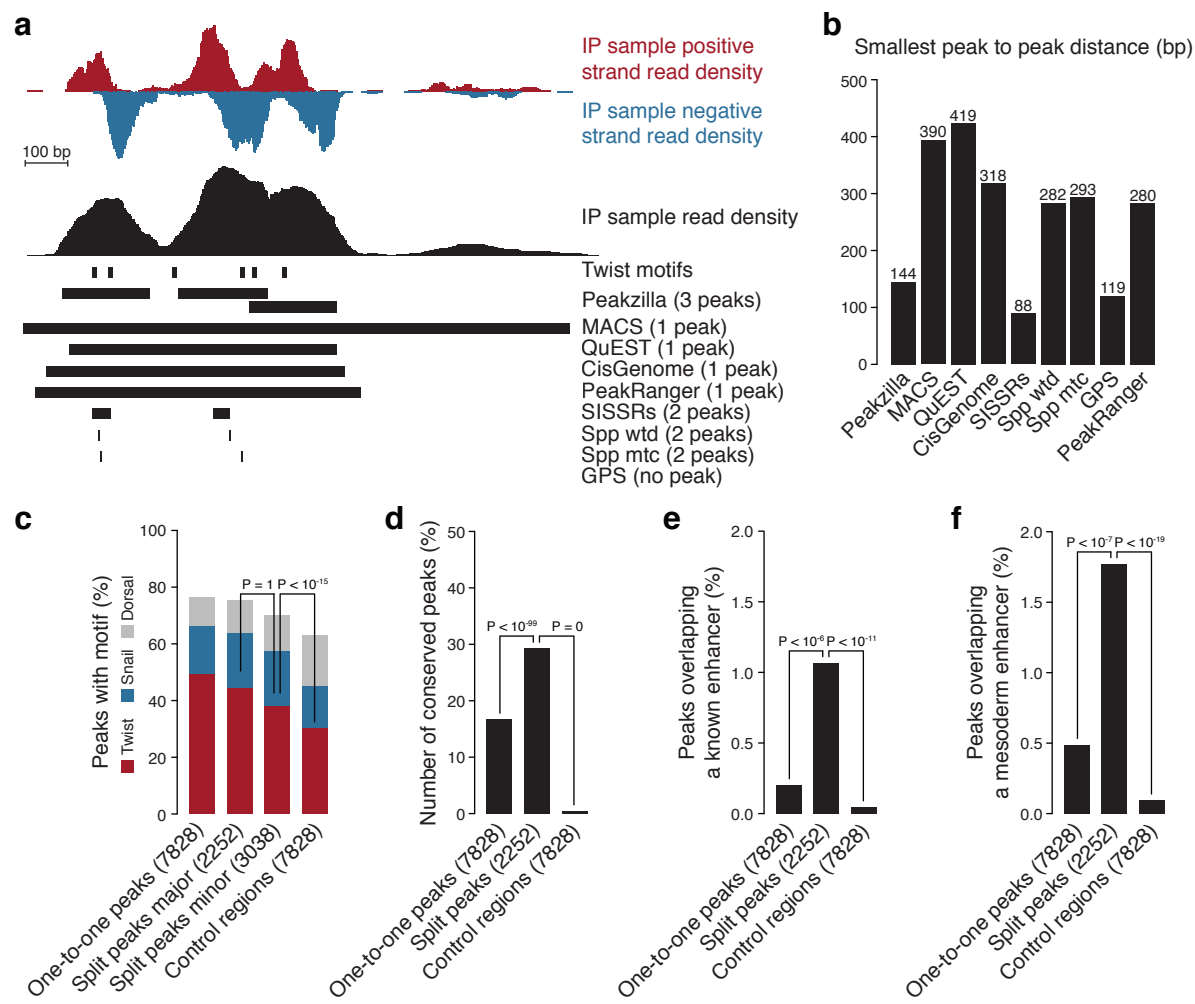 a
IP sample positive
strand read density
IP sample negative
strand read density
100 bp
IP sample read density
Twist motifs
Peakzilla (3 peaks)
MACS (1 peak)
QuEST (1 peak)
CisGenome (1 peak)
PeakRanger (1 peak)
SISSRs (2 peaks)
Spp wtd (2 peaks)
Spp mtc (2 peaks)
GPS (no peak)
b
Smallest peak to peak distance (bp)
500
400
300
200
100
0
144
390
419
318
88
282
293
119
280
Peakzilla
MACS
QuEST
CisGenome
SISSRs
Spp wtd
Spp mtc
GPS
PeakRanger
c
Peaks with motif (%)
Twist
Snail
Dorsal
100
80
60
40
20
0
P = 1
P < 10-15
One-to-one peaks (7828)
Split peaks major (2252)
Split peaks minor (3038)
Control regions (7828)
d
Number of conserved peaks (%)
50
40
30
20
10
0
P < 10-99
P = 0
One-to-one peaks (7828)
Split peaks (2252)
Control regions (7828)
e
Peaks overlapping
a known enhancer (%)
2.0
1.5
1.0
0.5
0.0
P < 10-6
P < 10-11
One-to-one peaks (7828)
Split peaks (2252)
Control regions (7828)
f
Peaks overlapping
a mesoderm enhancer (%)
2.0
1.5
1.0
0.5
0.0
P < 10-7
P < 10-19
One-to-one peaks (7828)
Split peaks (2252)
Control regions (7828)